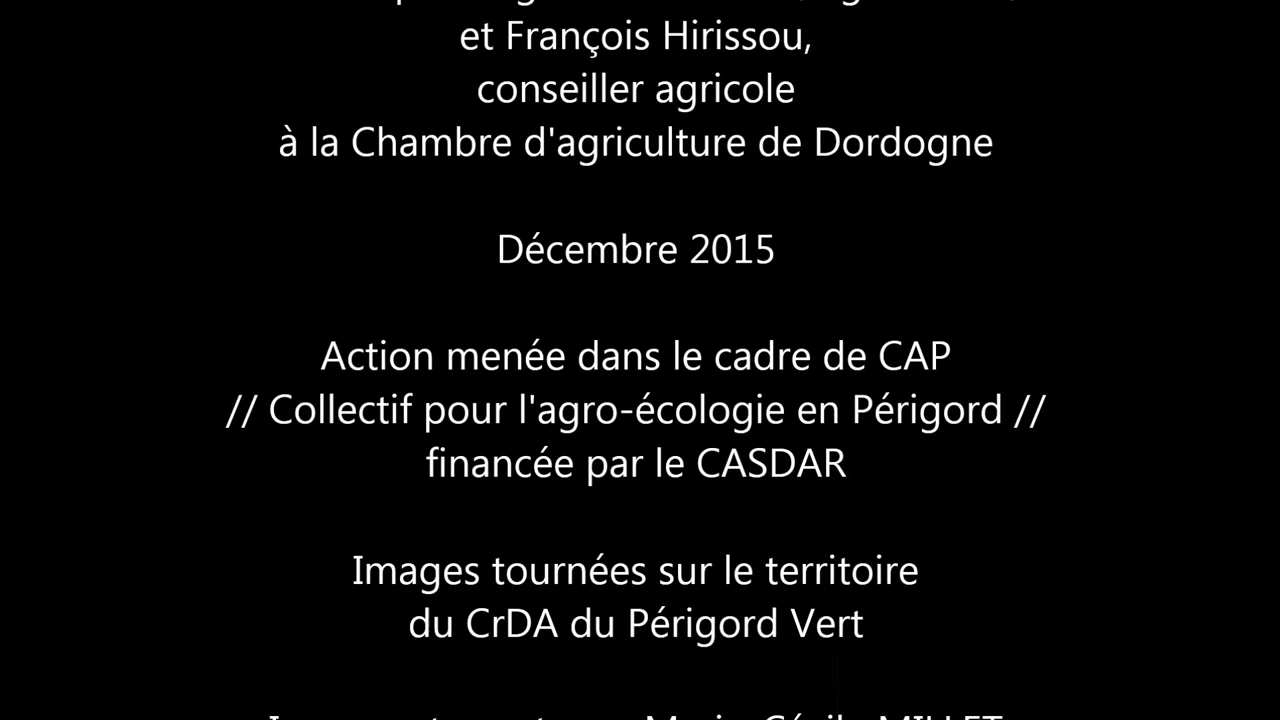 et François Hirissou,
conseiller agricole
à la Chambre d'agriculture de Dordogne
Décembre 2015
Action menée dans le cadre de CAP
// Collectif pour l'agro-écologie en Périgord //
financée par le CASDAR
Images tournées sur le territoire
du CrDA du Périgord Vert